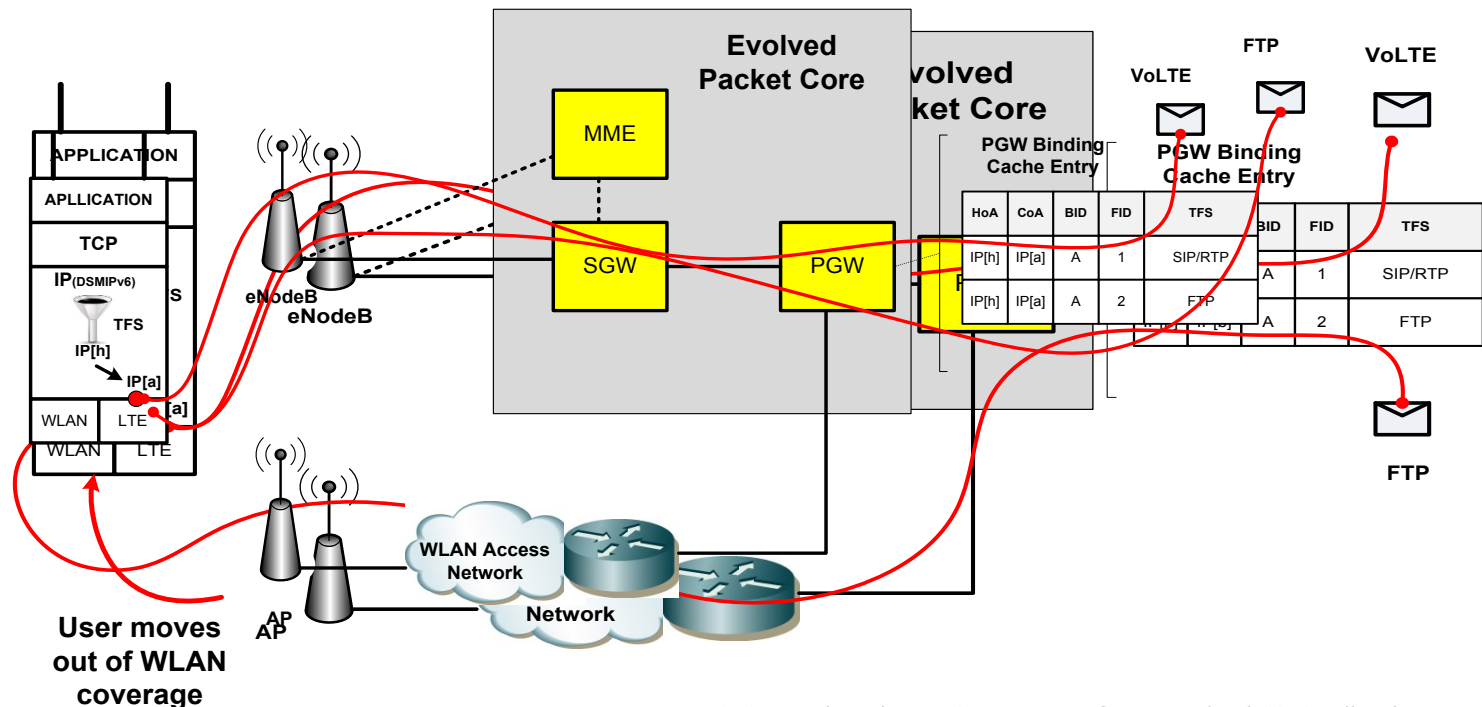 Evolved
Packet Core
volved
ket Core
MME
SGW
PGW
P
APPLICATION
APLLICATION
TCP
S
IP(DSMIPv6)
TFS
IP[h]
IP[a]
[a]
WLAN LTE
WLAN LTE
eNodeB
eNodeB
AP
AP
WLAN Access
Network
Network
User moves
out of WLAN
coverage
VoLTE
FTP
VoLTE
PGW Binding
Cache Entry
PGW Binding
Cache Entry
HoA CoA BID FID TFS
IP[h] IP[a] A 1 SIP/RTP
IP[h] IP[a] A 2 FTP
BID FID TFS
A 1 SIP/RTP
A 2 FTP
FTP